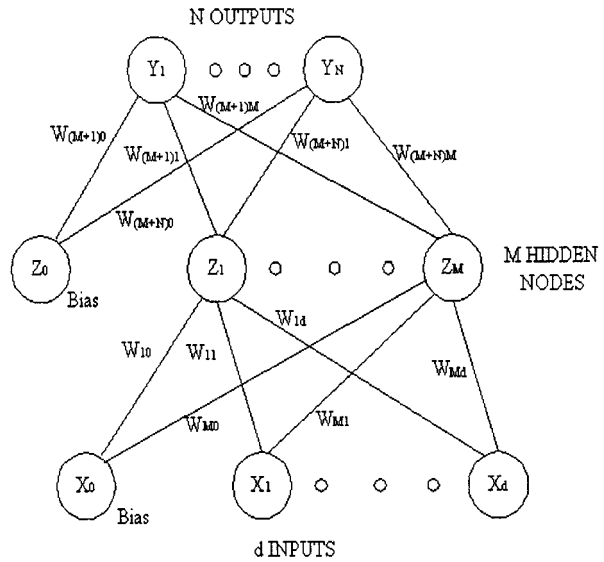 N OUTPUTS
Y1 YN
W(M+1)0 W(M+1)1 W(M+1)M W(M+N)1 W(M+N)M
W(M+N)0
Z0 Z1 ZM M HIDDEN
Bias NODES
W10 W11 W1d WMd
WM0 WM1
X0 X1 Xd
Bias
d INPUTS